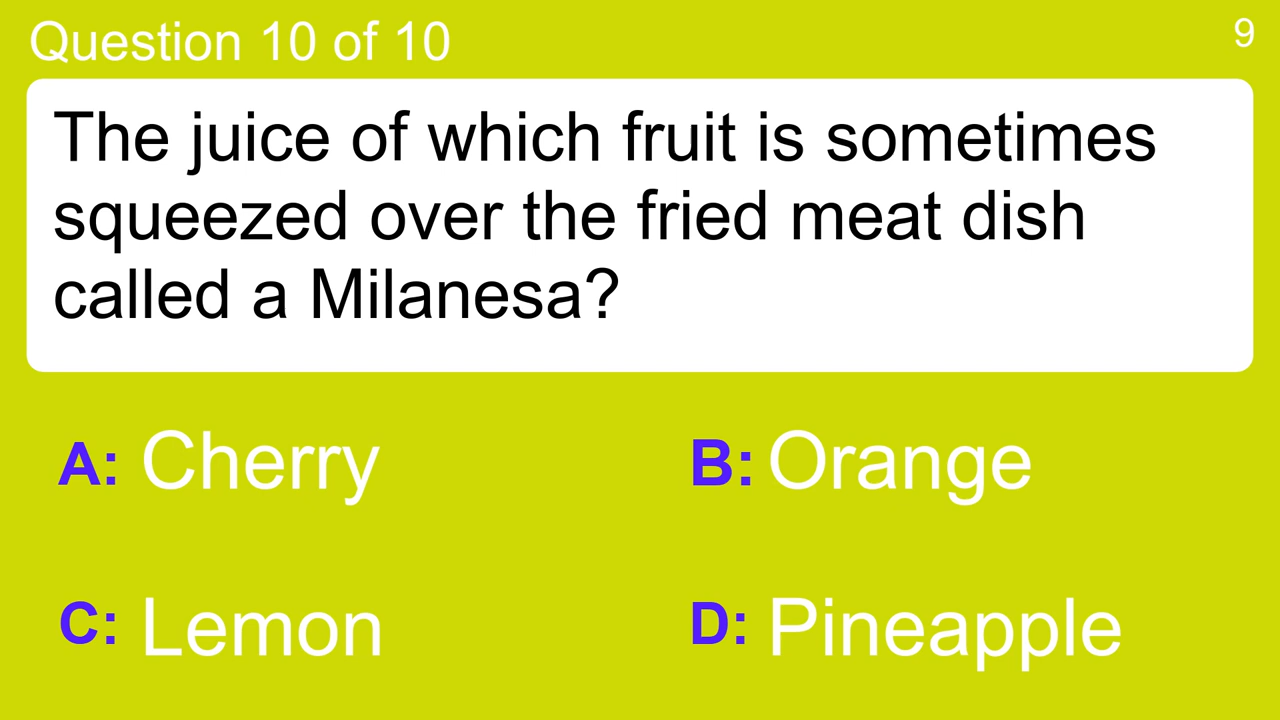 Question 10 of 10
9
The juice of which fruit is sometimes
squeezed over the fried meat dish
called a Milanesa?
A: Cherry
B: Orange
C: Lemon
D: Pineapple